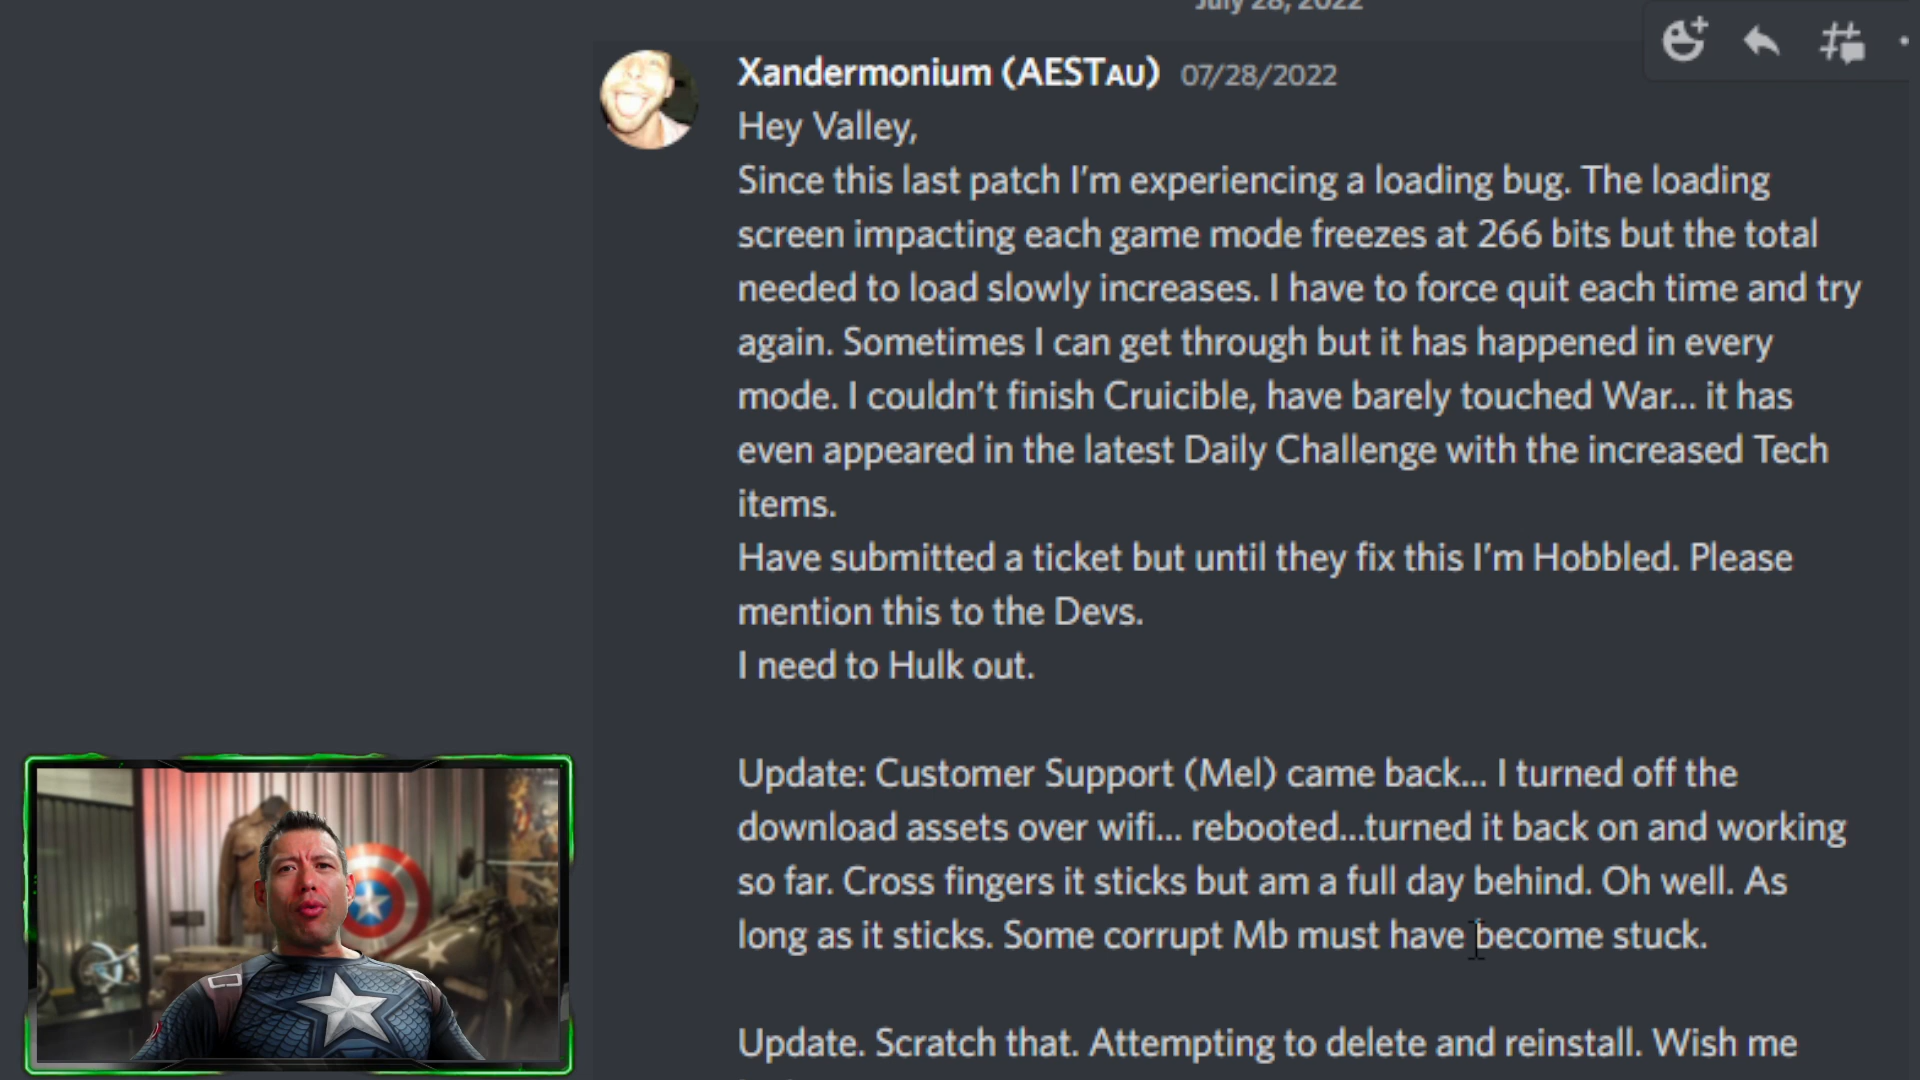 July 28, 2022
Xandermonium (AESTAU) 07/28/2022
Hey Valley,
Since this last patch I'm experiencing a loading bug. The loading
screen impacting each game mode freezes at 266 bits but the total
needed to load slowly increases. I have to force quit each time and try
again. Sometimes I can get through but it has happened in every
mode. I couldn't finish Cruicible, have barely touched War... it has
even appeared in the latest Daily Challenge with the increased Tech
items.
Have submitted a ticket but until they fix this I'm Hobbled. Please
mention this to the Devs.
I need to Hulk out.
Update: Customer Support (Mel) came back... I turned off the
download assets over wifi... rebooted...turned it back on and working
so far. Cross fingers it sticks but am a full day behind. Oh well. As
long as it sticks. Some corrupt Mb must have become stuck.
Update. Scratch that. Attempting to delete and reinstall. Wish me